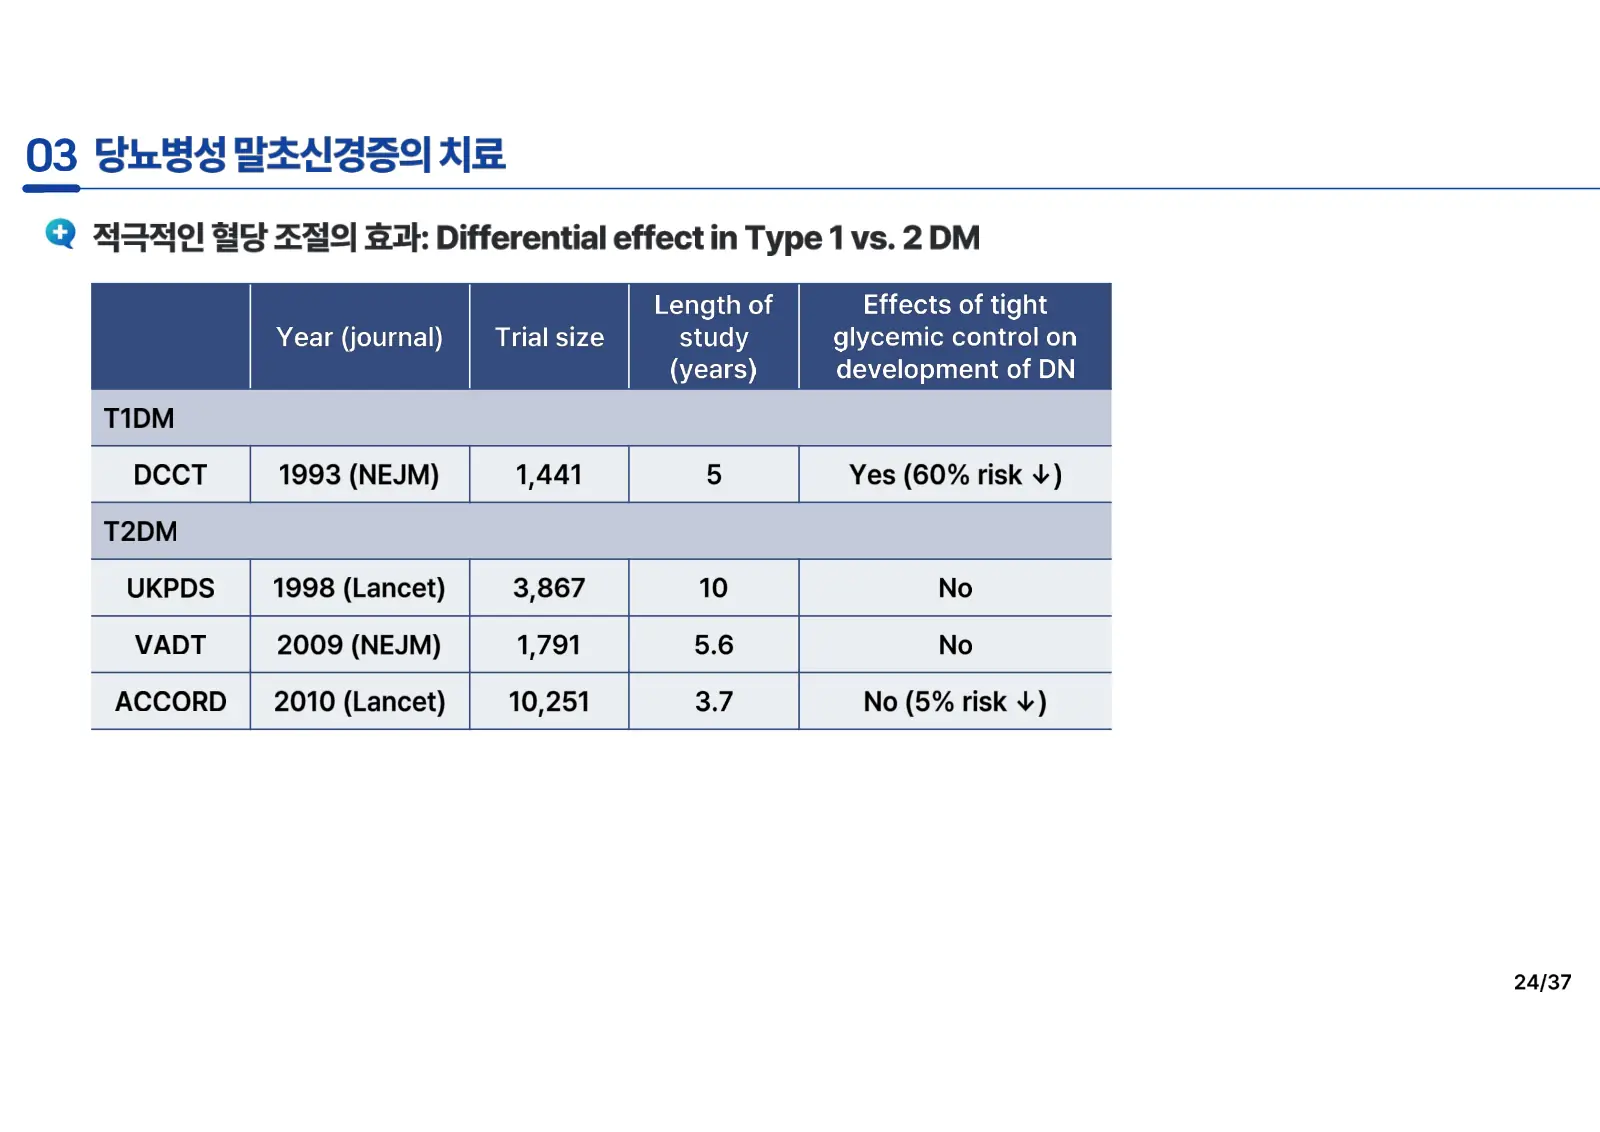 03 당뇨병성 말초신경증의 치료
적극적인 혈당 조절의 효과: Differential effect in Type 1 vs. 2 DM
Year (journal)
Trial size
Length of
study
(years)
Effects of tight
glycemic control on
development of DN
T1DM
DCCT 1993 (NEJM) 1,441 5 Yes (60% risk ↓)
T2DM
UKPDS 1998 (Lancet) 3,867 10 No
VADT 2009 (NEJM) 1,791 5.6 No
ACCORD 2010 (Lancet) 10,251 3.7 No (5% risk ↓)
24/37